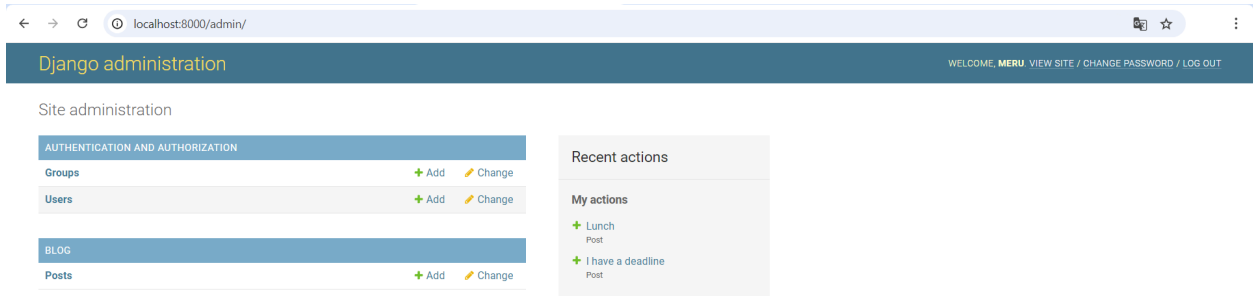 localhost:8000/admin/
Django administration
WELCOME, MERU. VIEW SITE / CHANGE PASSWORD / LOG OUT
Site administration
AUTHENTICATION AND AUTHORIZATION
Groups + Add Change
Users + Add Change
BLOG
Posts + Add Change
Recent actions
My actions
+ Lunch
Post
+ I have a deadline
Post